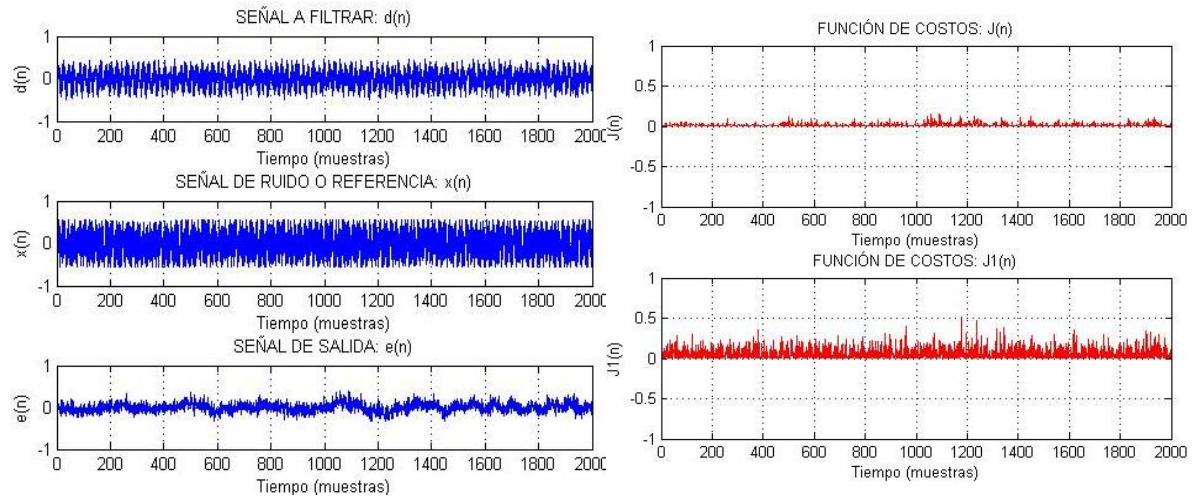 SEÑAL A FILTRAR: d(n)
1
0
-1
d(n)
0 200 400 600 800 1000 1200 1400 1600 1800 2000
Tiempo (muestras)
SEÑAL DE RUIDO O REFERENCIA: x(n)
1
0
-1
x(n)
0 200 400 600 800 1000 1200 1400 1600 1800 2000
Tiempo (muestras)
SEÑAL DE SALIDA: e(n)
1
0
-1
e(n)
0 200 400 600 800 1000 1200 1400 1600 1800 2000
Tiempo (muestras)
FUNCIÓN DE COSTOS: J(n)
1
0.5
0
-0.5
-1
J(n)
0 200 400 600 800 1000 1200 1400 1600 1800 2000
Tiempo (muestras)
FUNCIÓN DE COSTOS: J1(n)
1
0.5
0
-0.5
-1
J1(n)
0 200 400 600 800 1000 1200 1400 1600 1800 2000
Tiempo (muestras)